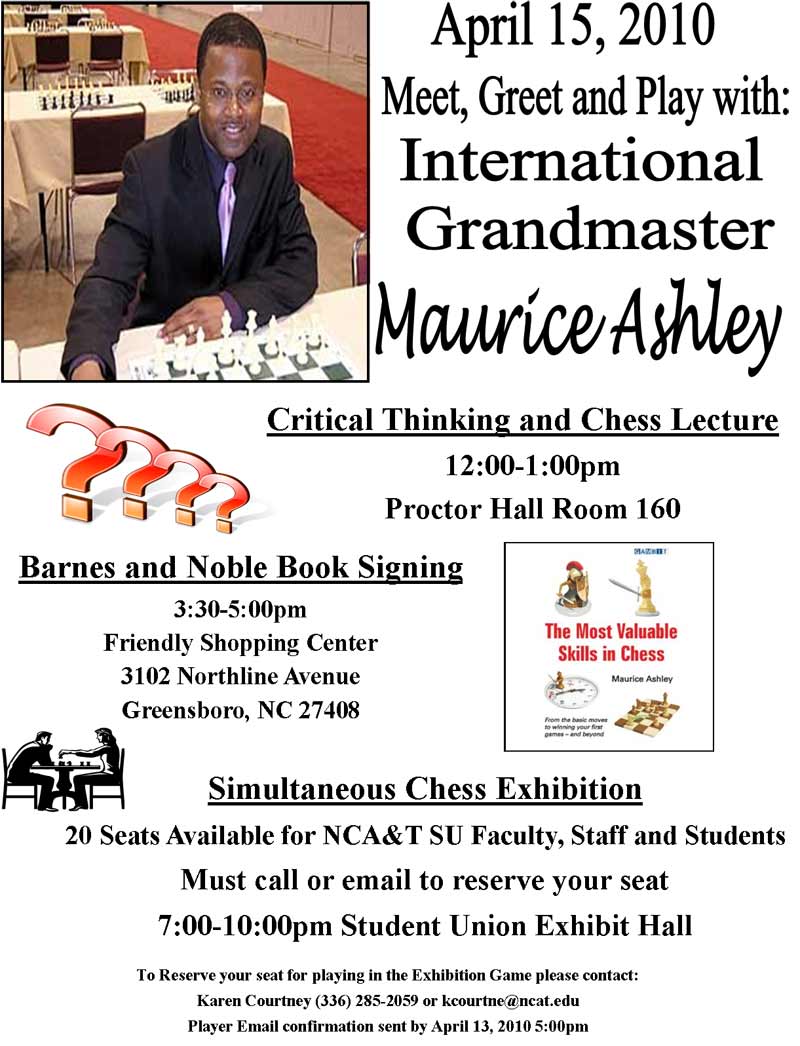 April 15, 2010
Meet, Greet and Play with:
International
Grandmaster
Maurice Ashley
Critical Thinking and Chess Lecture
12:00-1:00pm
Proctor Hall Room 160
Barnes and Noble Book Signing
3:30-5:00pm
Friendly Shopping Center
3102 Northline Avenue
Greensboro, NC 27408
GAMBIT
The Most Valuable
Skills in Chess
Maurice Ashley
From the basic moves
to winning your first
games – and beyond
Simultaneous Chess Exhibition
20 Seats Available for NCA&T SU Faculty, Staff and Students
Must call or email to reserve your seat
7:00-10:00pm Student Union Exhibit Hall
To Reserve your seat for playing in the Exhibition Game please contact:
Karen Courtney (336) 285-2059 or kcourtne@ncat.edu
Player Email confirmation sent by April 13, 2010 5:00pm